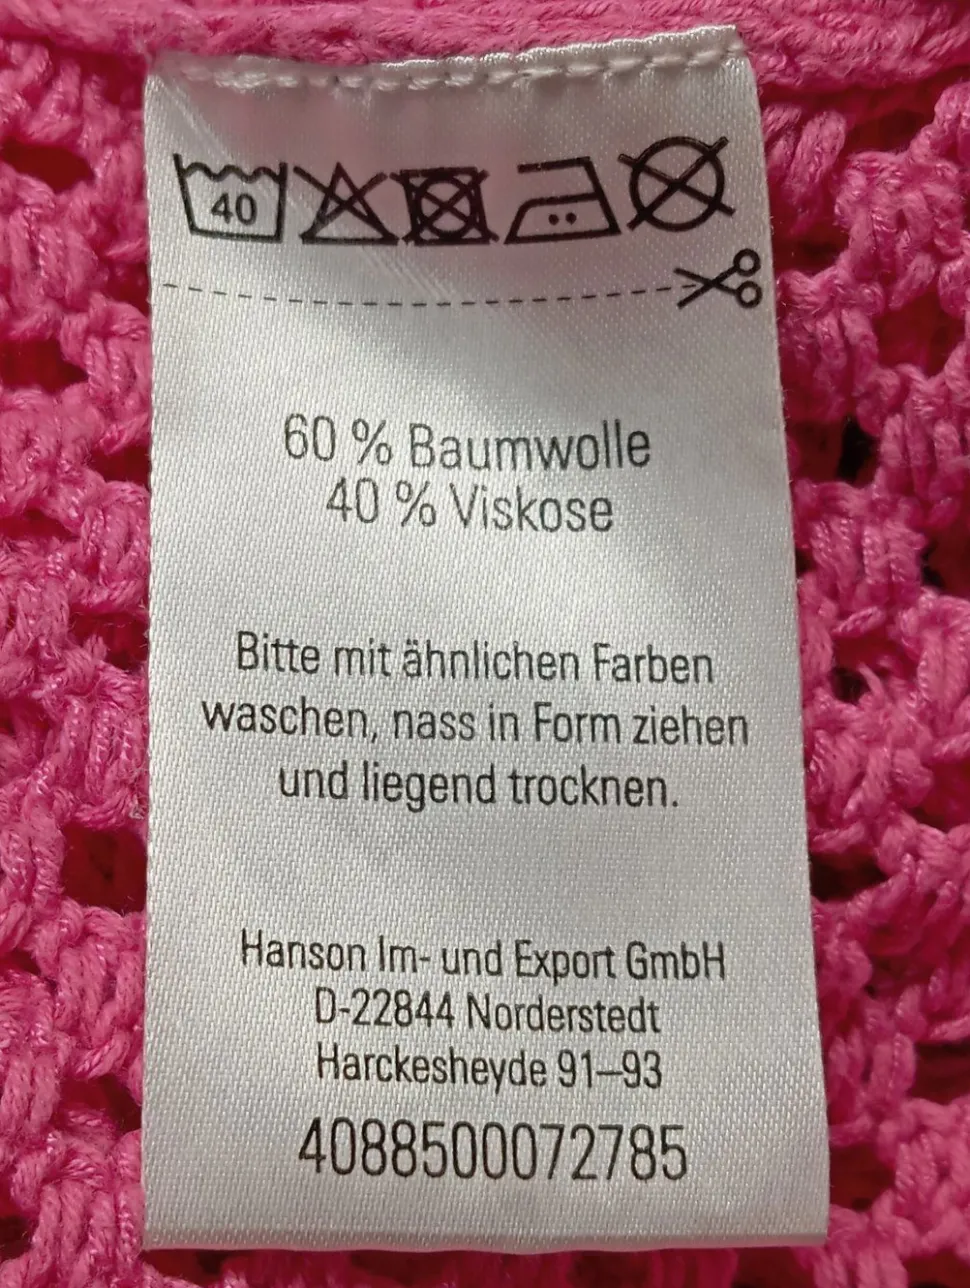 40
60 % Baumwolle
40 % Viskose
Bitte mit ähnlichen Farben
waschen, nass in Form ziehen
und liegend trocknen.
Hanson Im- und Export GmbH
D-22844 Norderstedt
Harckesheyde 91–93
4088500072785